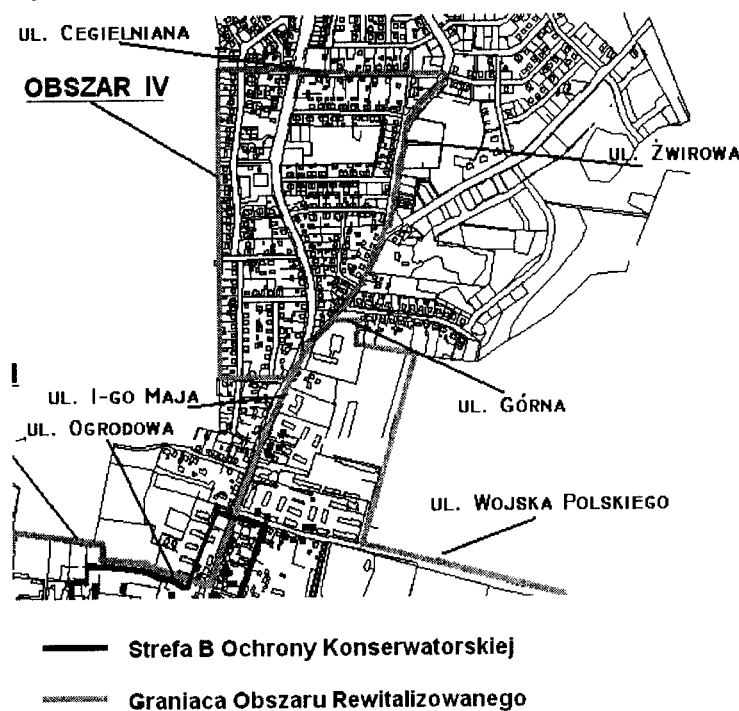 UL. CEGIELNIANA
OBSZAR IV
UL. ŻWIROWA
I
UL. I-GO MAJA
UL. GÓRNA
UL. OGRODOWA
UL. WOJSKA POLSKIEGO
Strefa B Ochrony Konserwatorskiej
Graniaca Obszaru Rewitalizowanego